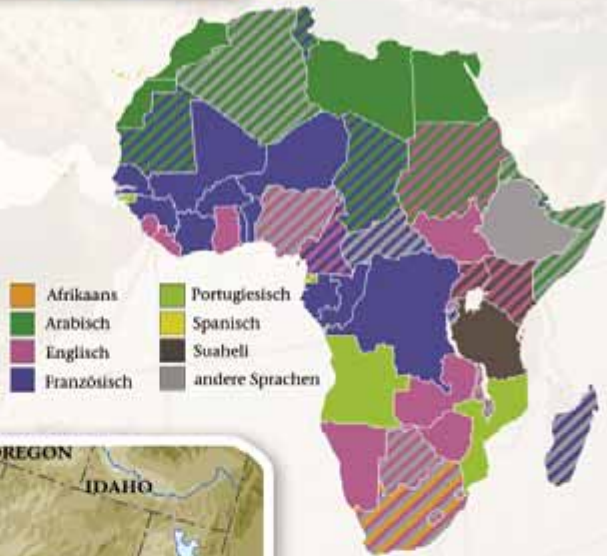 Afrikaans
Arabisch
Englisch
Französisch
Portugiesisch
Spanisch
Suaheli
andere Sprachen
OREGON
IDAHO